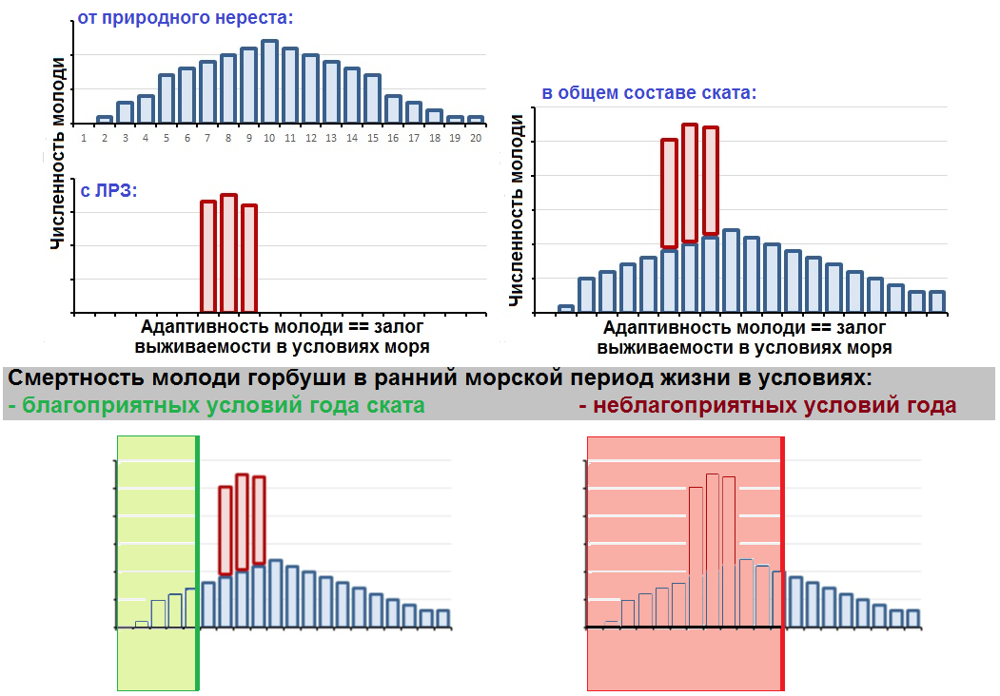 от природного нереста:
Численность молоди
1 2 3 4 5 6 7 8 9 10 11 12 13 14 15 16 17 18 19 20
с ЛРЗ:
Адаптивность молоди == залог
выживаемости в условиях моря
в общем составе ската:
Численность молоди
Адаптивность молоди == залог
выживаемости в условиях моря
Смертность молоди горбуши в ранний морской период жизни в условиях:
- благоприятных условий года ската
- неблагоприятных условий года